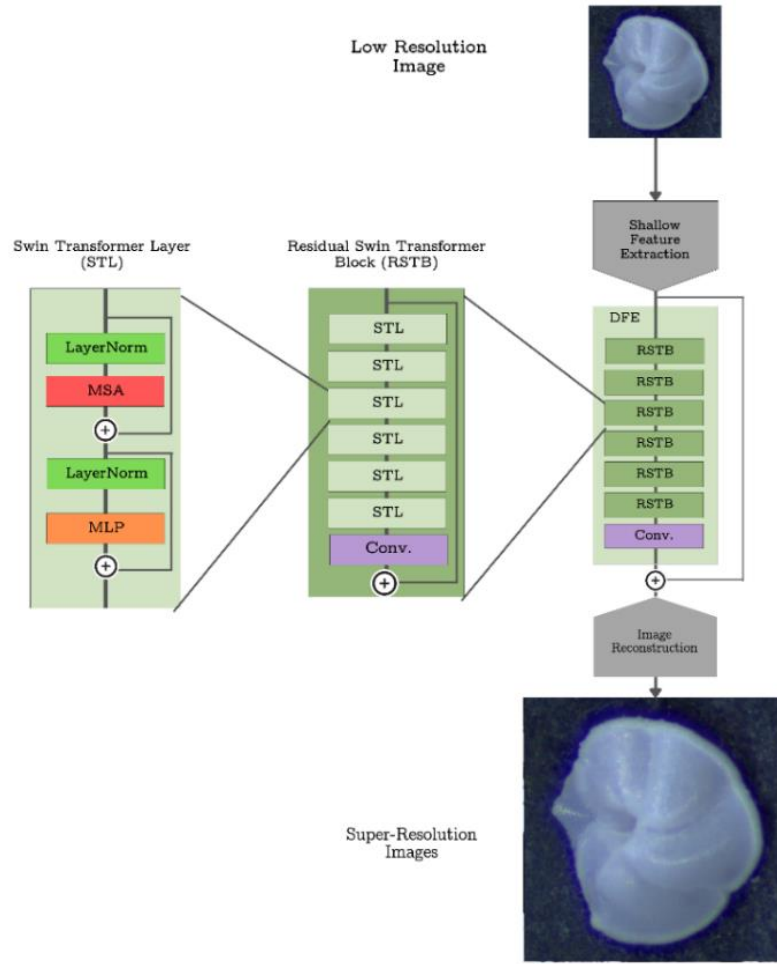 Low Resolution
Image
Shallow
Feature
Extraction
Swin Transformer Layer
(STL)
LayerNorm
MSA
+
LayerNorm
MLP
+
Residual Swin Transformer
Block (RSTB)
STL
STL
STL
STL
STL
STL
Conv.
+
DFE
RSTB
RSTB
RSTB
RSTB
RSTB
RSTB
Conv.
+
Image
Reconstruction
Super-Resolution
Images